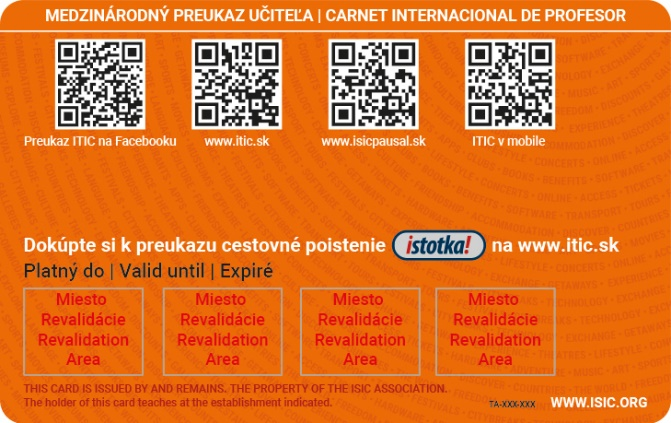 MEDZINÁRODNÝ PREUKAZ UČITEĽA | CARNET INTERNACIONAL DE PROFESOR
Preukaz ITIC na Facebooku www.itic.sk www.isicpausal.sk ITIC v mobile
Dokúpte si k preukazu cestovné poistenie istotka! na www.itic.sk
Platný do | Valid until | Expiré
Miesto Miesto Miesto Miesto
Revalidácie Revalidácie Revalidácie Revalidácie
Revalidation Revalidation Revalidation Revalidation
Area Area Area Area
THIS CARD IS ISSUED BY AND REMAINS. THE PROPERTY OF THE ISIC ASSOCIATION.
The holder of this card teaches at the establishment indicated. TA-XXX-XXX WWW.ISIC.ORG